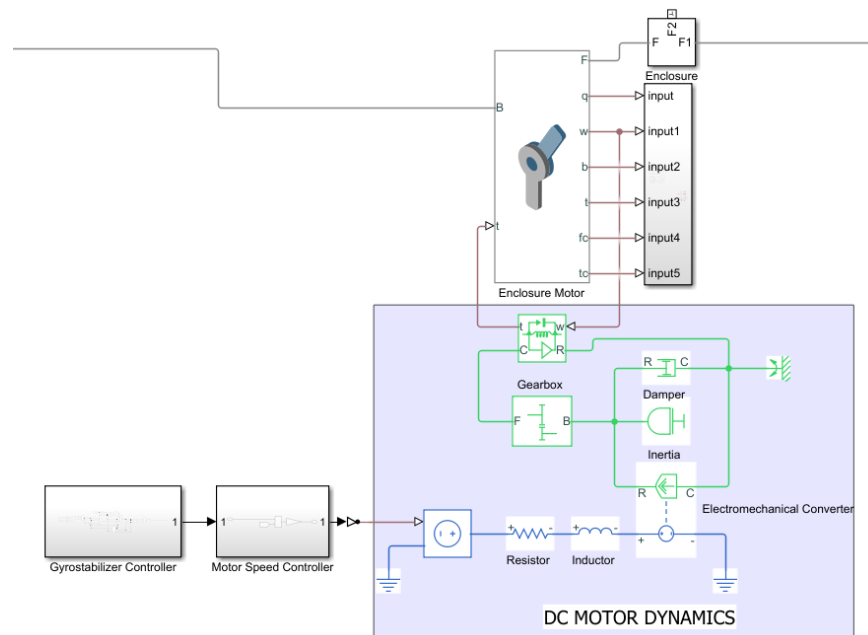 F2
F F1
Enclosure
F
B q input
w input1
b input2
t input3
t fc input4
tc input5
Enclosure Motor
t w
C R
Gearbox
R C
Damper
F B
Inertia
R C
Electromechanical Converter
1 1 1
+ - + - + -
Resistor Inductor
Gyrostabilizer Controller Motor Speed Controller
DC MOTOR DYNAMICS